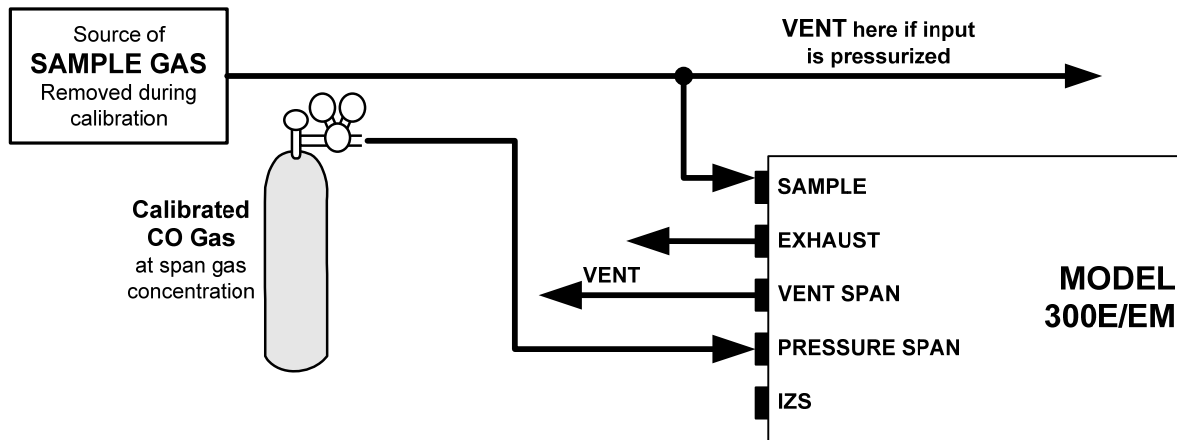 Source of
SAMPLE GAS
Removed during
calibration
VENT here if input
is pressurized
Calibrated
CO Gas
at span gas
concentration
SAMPLE
EXHAUST
VENT
VENT SPAN
PRESSURE SPAN
IZS
MODEL
300E/EM